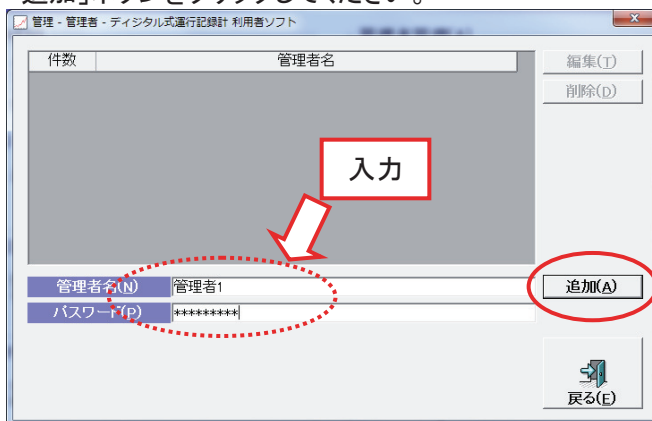 追加」ボタンをクリックしてください。
管理 - 管理者 - ディジタル式運行記録計 利用者ソフト
件数 管理者名
編集(T)
削除(D)
入力
管理者名(N) 管理者1
追加(A)
パスワード(P) *********
戻る(E)